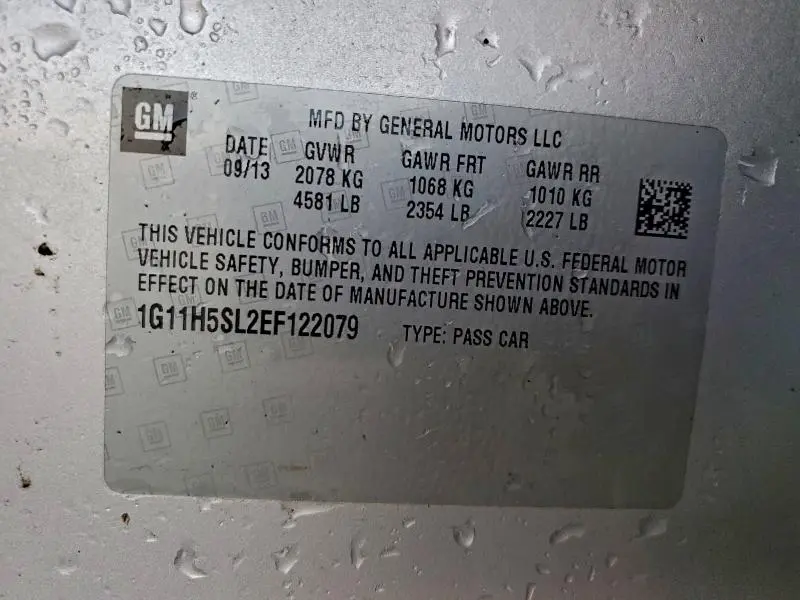 GM
MFD BY GENERAL MOTORS LLC
DATE GVWR GAWR FRT GAWR RR
09/13 2078 KG 1068 KG 1010 KG
4581 LB 2354 LB 2227 LB
THIS VEHICLE CONFORMS TO ALL APPLICABLE U.S. FEDERAL MOTOR
VEHICLE SAFETY, BUMPER, AND THEFT PREVENTION STANDARDS IN
EFFECT ON THE DATE OF MANUFACTURE SHOWN ABOVE.
1G11H5SL2EF122079 TYPE: PASS CAR